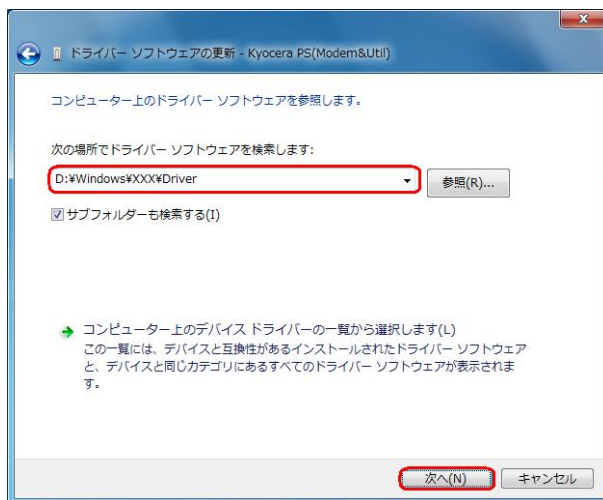 ドライバー ソフトウェアの更新 - Kyocera PS(Modem&Util)
コンピューター上のドライバー ソフトウェアを参照します。
次の場所でドライバー ソフトウェアを検索します:
D:¥Windows¥XXX¥Driver
参照(R)...
サブフォルダーも検索する(I)
コンピューター上のデバイス ドライバーの一覧から選択します(L)
この一覧には、デバイスと互換性があるインストールされたドライバー ソフトウェア
と、デバイスと同じカテゴリにあるすべてのドライバー ソフトウェアが表示されま
す。
次へ(N)
キャンセル